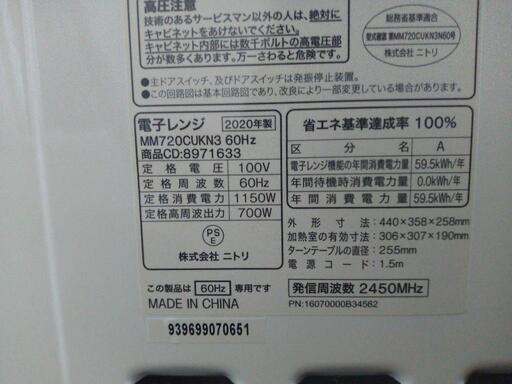 高圧注意
技術のあるサービスマン以外の人は、絶対に
キャビネットをあけないでください。
キャビネット内部には数千ボルトの高電圧部
分が数多くあります。万一さわると危険です。
総務省基準適合
型式確認 第MM720CUKN3N60号
株式会社 ニトリ
●主ドアスイッチ、及びドアスイッチは発振停止装置。
●この回路図は基本回路図であり、改良により一部変更している
電子レンジ 2020年製
MM720CUKN3 60Hz
商品CD:8971633
定格電圧 100V
定格周波数 60Hz
定格消費電力 1150W
定格高周波出力 700W
PS
E
株式会社 ニトリ
この製品は 60Hz 専用です
MADE IN CHINA
939699070651
省エネ基準達成率 100%
区分名 A
電子レンジ機能の年間消費電力量 59.5kWh/年
年間待機時消費電力量 0.0kWh/年
年間消費電力量 59.5kWh/年
外形寸法:440×358×258mm
加熱室の有効寸法:306×307×190mm
ターンテーブルの直径:255mm
電源コード:1.5m
発信周波数 2450MHz
PN:16070000B34562